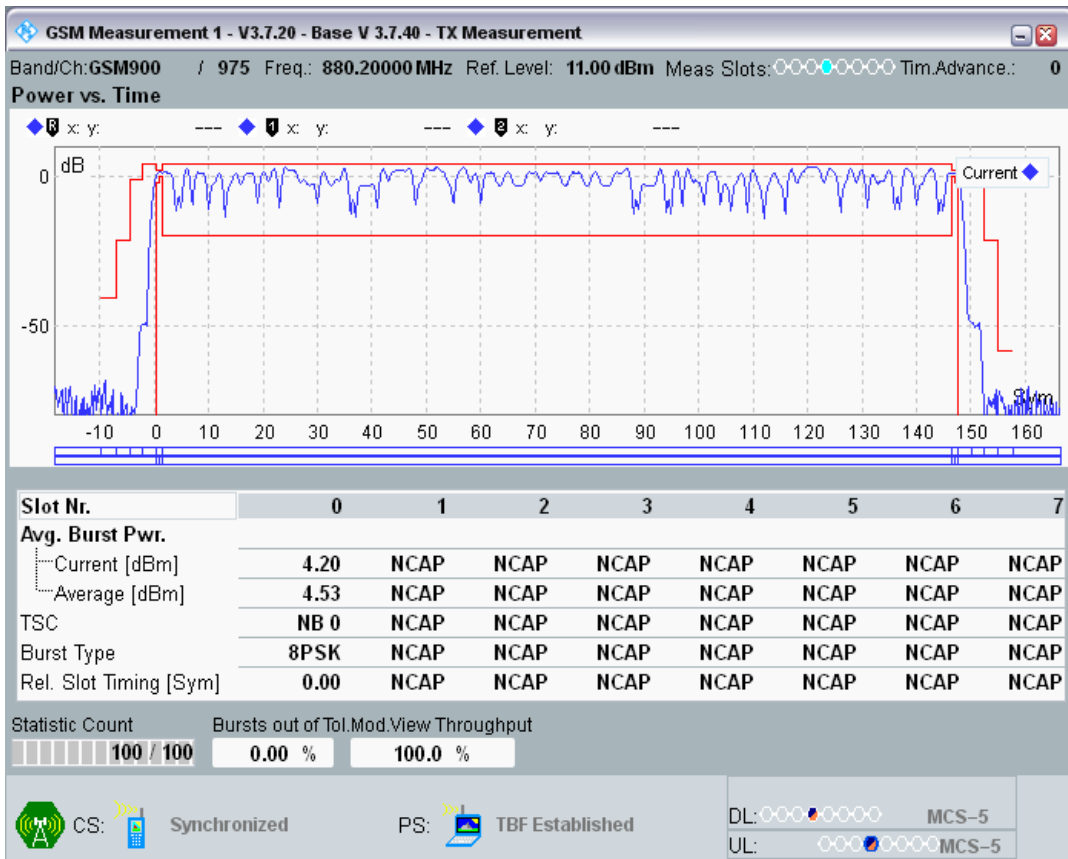 GSM Measurement 1 - V3.7.20 - Base V 3.7.40 - TX Measurement
Band/Ch:GSM900 / 975 Freq.: 880.20000 MHz Ref. Level: 11.00 dBm Meas Slots: Tim.Advance.: 0
Power vs. Time
R x: y: --- 1 x: y: --- 2 x: y: ---
dB
Current
0
-50
Sym
-10 0 10 20 30 40 50 60 70 80 90 100 110 120 130 140 150 160
Slot Nr. 0 1 2 3 4 5 6 7
Avg. Burst Pwr.
Current [dBm] 4.20 NCAP NCAP NCAP NCAP NCAP NCAP NCAP
Average [dBm] 4.53 NCAP NCAP NCAP NCAP NCAP NCAP NCAP
TSC NB 0 NCAP NCAP NCAP NCAP NCAP NCAP NCAP
Burst Type 8PSK NCAP NCAP NCAP NCAP NCAP NCAP NCAP
Rel. Slot Timing [Sym] 0.00 NCAP NCAP NCAP NCAP NCAP NCAP NCAP
Statistic Count Bursts out of Tol.Mod.View Throughput
100 / 100 0.00 % 100.0 %
CS: Synchronized PS: TBF Established DL: MCS-5
UL: MCS-5